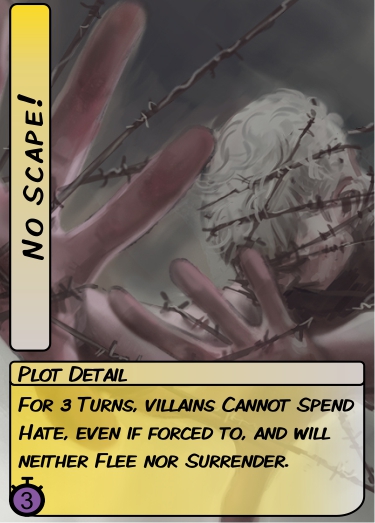 No Scape!
Plot Detail
For 3 Turns, villains Cannot Spend
Hate, even if forced to, and will
neither Flee nor Surrender.
3